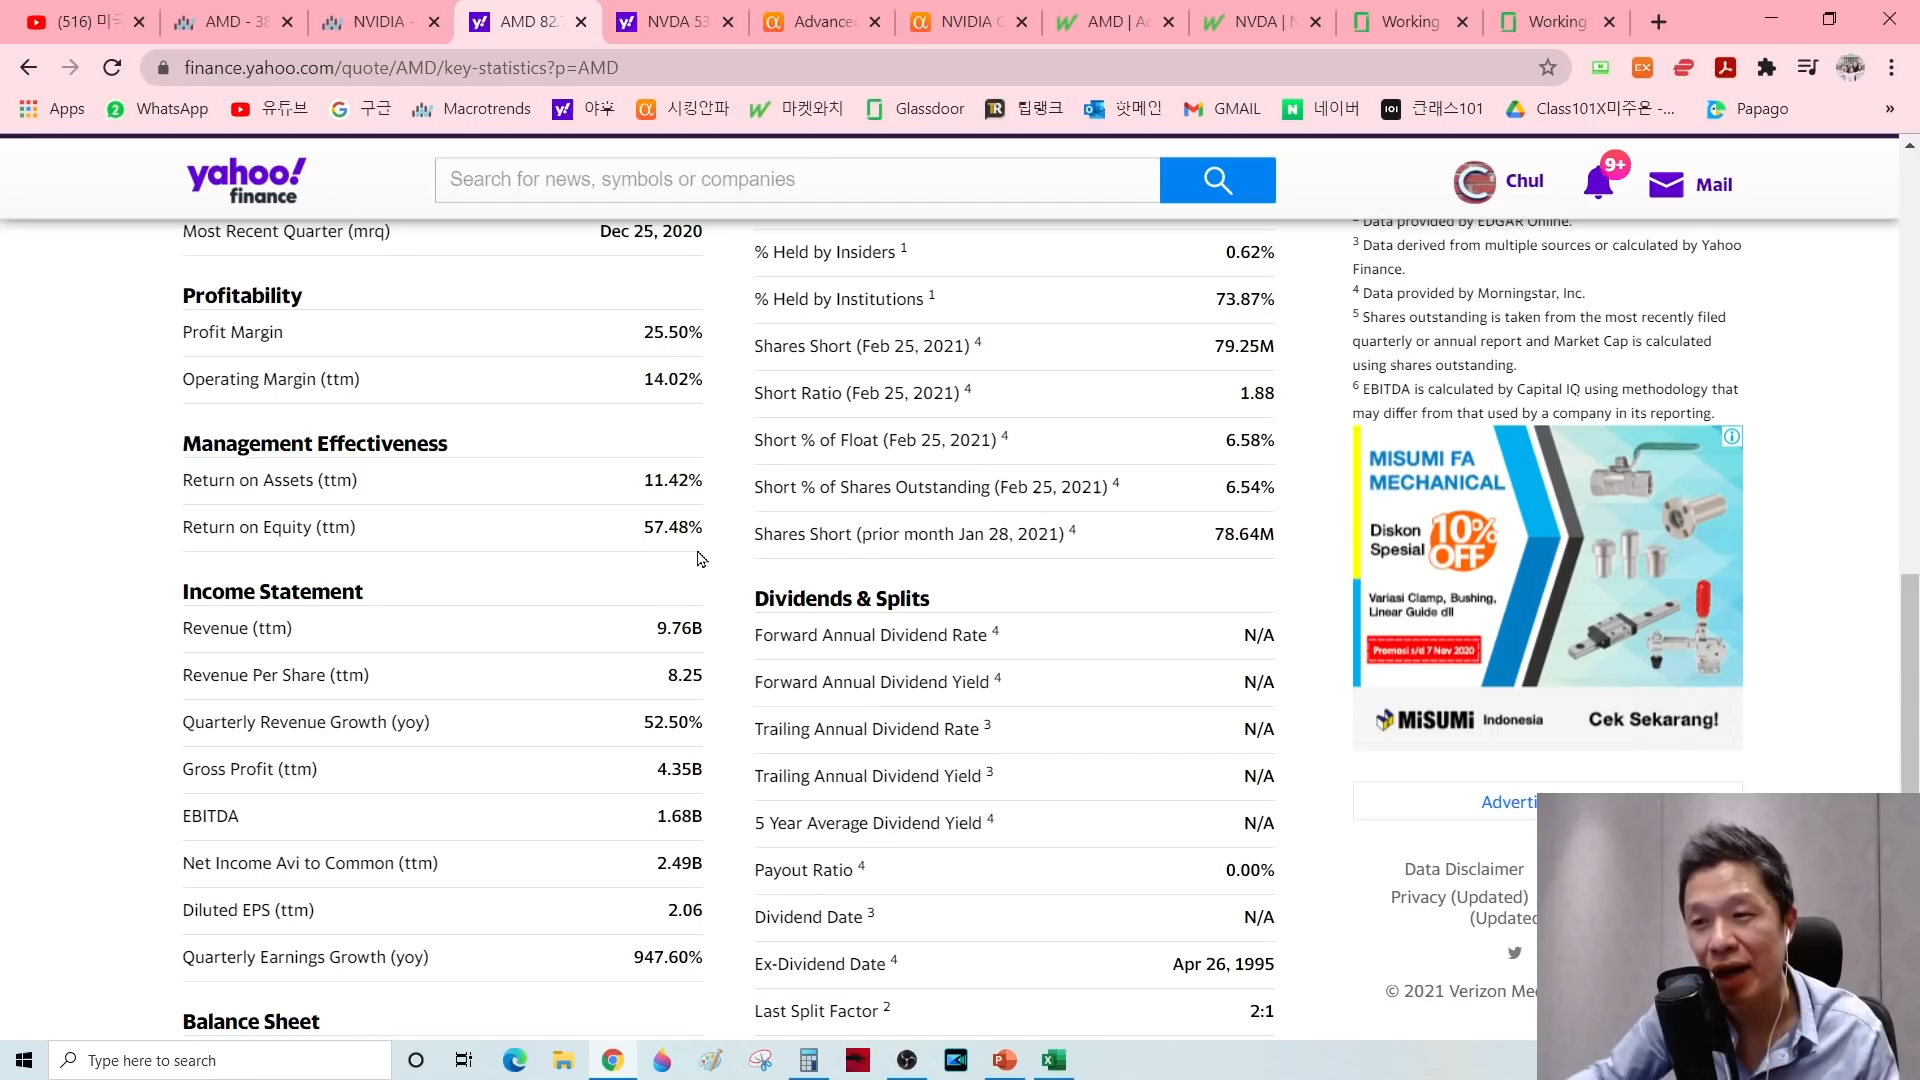 (516) 미국
AMD - 38
NVIDIA -
AMD 82.
NVDA 53
Advance
NVIDIA C
AMD | A
NVDA | N
Working
Working
finance.yahoo.com/quote/AMD/key-statistics?p=AMD
Apps
WhatsApp
유튜브
구글
Macrotrends
야후
시킹알파
마켓와치
Glassdoor
팁랭크
핫메일
GMAIL
네이버
클래스101
Class101X미주은 -...
Papago
»
yahoo!
finance
Search for news, symbols or companies
Chul
9+
Mail
Most Recent Quarter (mrq) Dec 25, 2020
Profitability
Profit Margin 25.50%
Operating Margin (ttm) 14.02%
Management Effectiveness
Return on Assets (ttm) 11.42%
Return on Equity (ttm) 57.48%
Income Statement
Revenue (ttm) 9.76B
Revenue Per Share (ttm) 8.25
Quarterly Revenue Growth (yoy) 52.50%
Gross Profit (ttm) 4.35B
EBITDA 1.68B
Net Income Avi to Common (ttm) 2.49B
Diluted EPS (ttm) 2.06
Quarterly Earnings Growth (yoy) 947.60%
Balance Sheet
% Held by Insiders 1 0.62%
% Held by Institutions 1 73.87%
Shares Short (Feb 25, 2021) 4 79.25M
Short Ratio (Feb 25, 2021) 4 1.88
Short % of Float (Feb 25, 2021) 4 6.58%
Short % of Shares Outstanding (Feb 25, 2021) 4 6.54%
Shares Short (prior month Jan 28, 2021) 4 78.64M
Dividends & Splits
Forward Annual Dividend Rate 4 N/A
Forward Annual Dividend Yield 4 N/A
Trailing Annual Dividend Rate 3 N/A
Trailing Annual Dividend Yield 3 N/A
5 Year Average Dividend Yield 4 N/A
Payout Ratio 4 0.00%
Dividend Date 3 N/A
Ex-Dividend Date 4 Apr 26, 1995
Last Split Factor 2 2:1
2 Data provided by EDGAR Online.
3 Data derived from multiple sources or calculated by Yahoo
Finance.
4 Data provided by Morningstar, Inc.
5 Shares outstanding is taken from the most recently filed
quarterly or annual report and Market Cap is calculated
using shares outstanding.
6 EBITDA is calculated by Capital IQ using methodology that
may differ from that used by a company in its reporting.
MISUMI FA
MECHANICAL
Diskon
Spesial
10%
OFF
Variasi Clamp, Bushing,
Linear Guide dll
Promosi s/d 7 Nov 2020
MiSUMi Indonesia Cek Sekarang!
Adverti
Data Disclaimer
Privacy (Updated)
(Updated
© 2021 Verizon Me
Type here to search